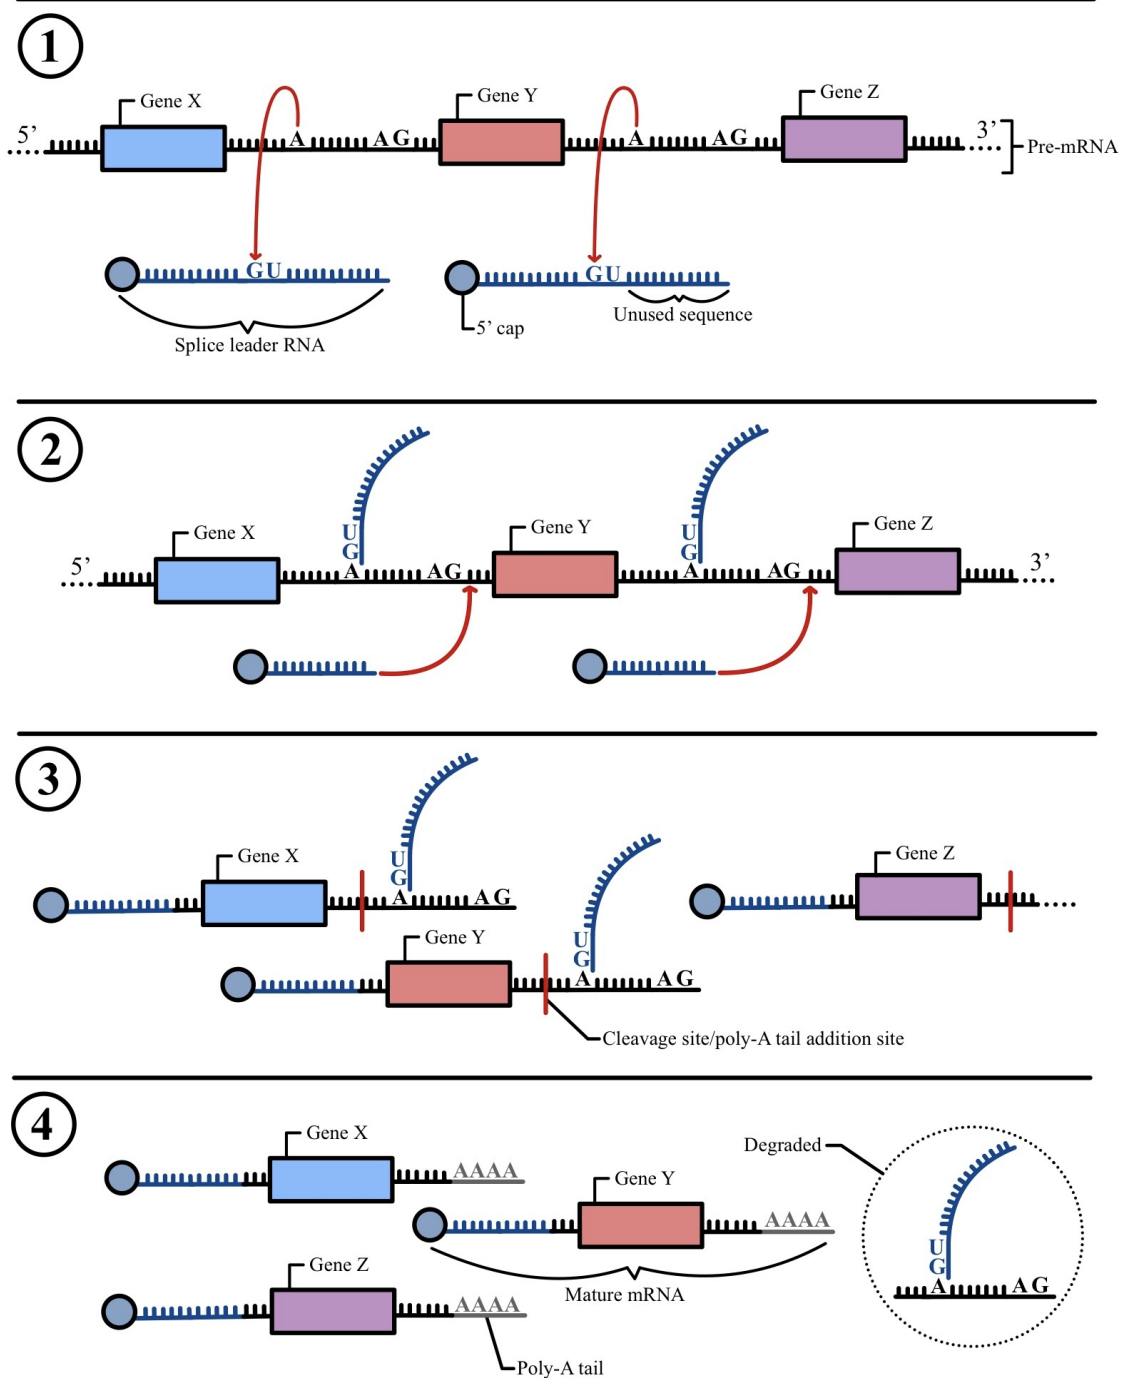 1
Gene X
Gene Y
Gene Z
5’
A
AG
A
AG
3’
Pre-mRNA
GU
GU
Splice leader RNA
5’ cap
Unused sequence
2
U
G
U
G
Gene X
Gene Y
Gene Z
5’
A
AG
A
AG
3’
3
Gene X
U
G
A
AG
Gene Z
Gene Y
U
G
A
AG
Cleavage site/poly-A tail addition site
4
Gene X
AAAA
Gene Y
AAAA
Mature mRNA
Gene Z
AAAA
Poly-A tail
Degraded
U
G
A
AG